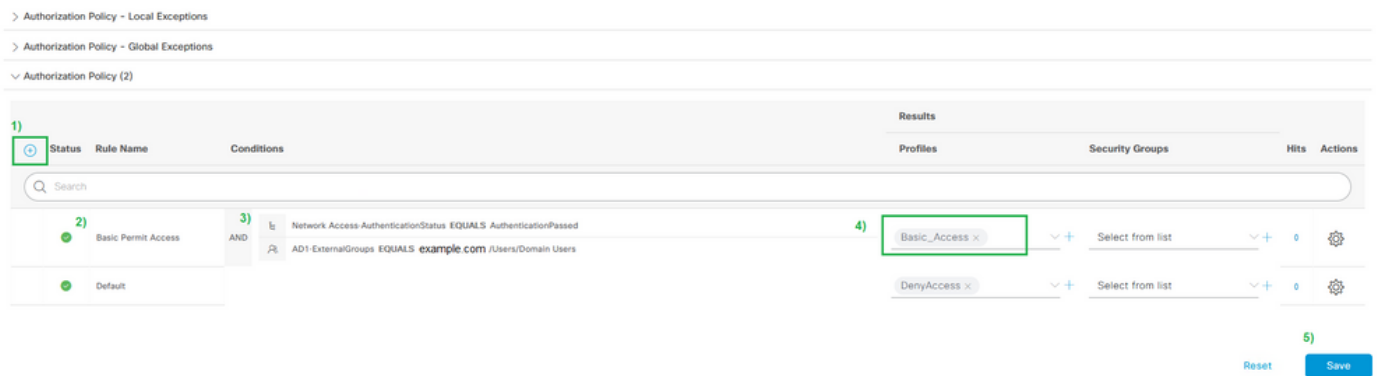 Authorization Policy - Local Exceptions
Authorization Policy - Global Exceptions
Authorization Policy (2)
Results
1)
Status Rule Name Conditions Profiles Security Groups Hits Actions
Search
2) Basic Permit Access 3) AND Network Access·AuthenticationStatus EQUALS AuthenticationPassed
AD1·ExternalGroups EQUALS example.com /Users/Domain Users
4) Basic_Access × Select from list 0
Default DenyAccess × Select from list 0
5)
Reset Save